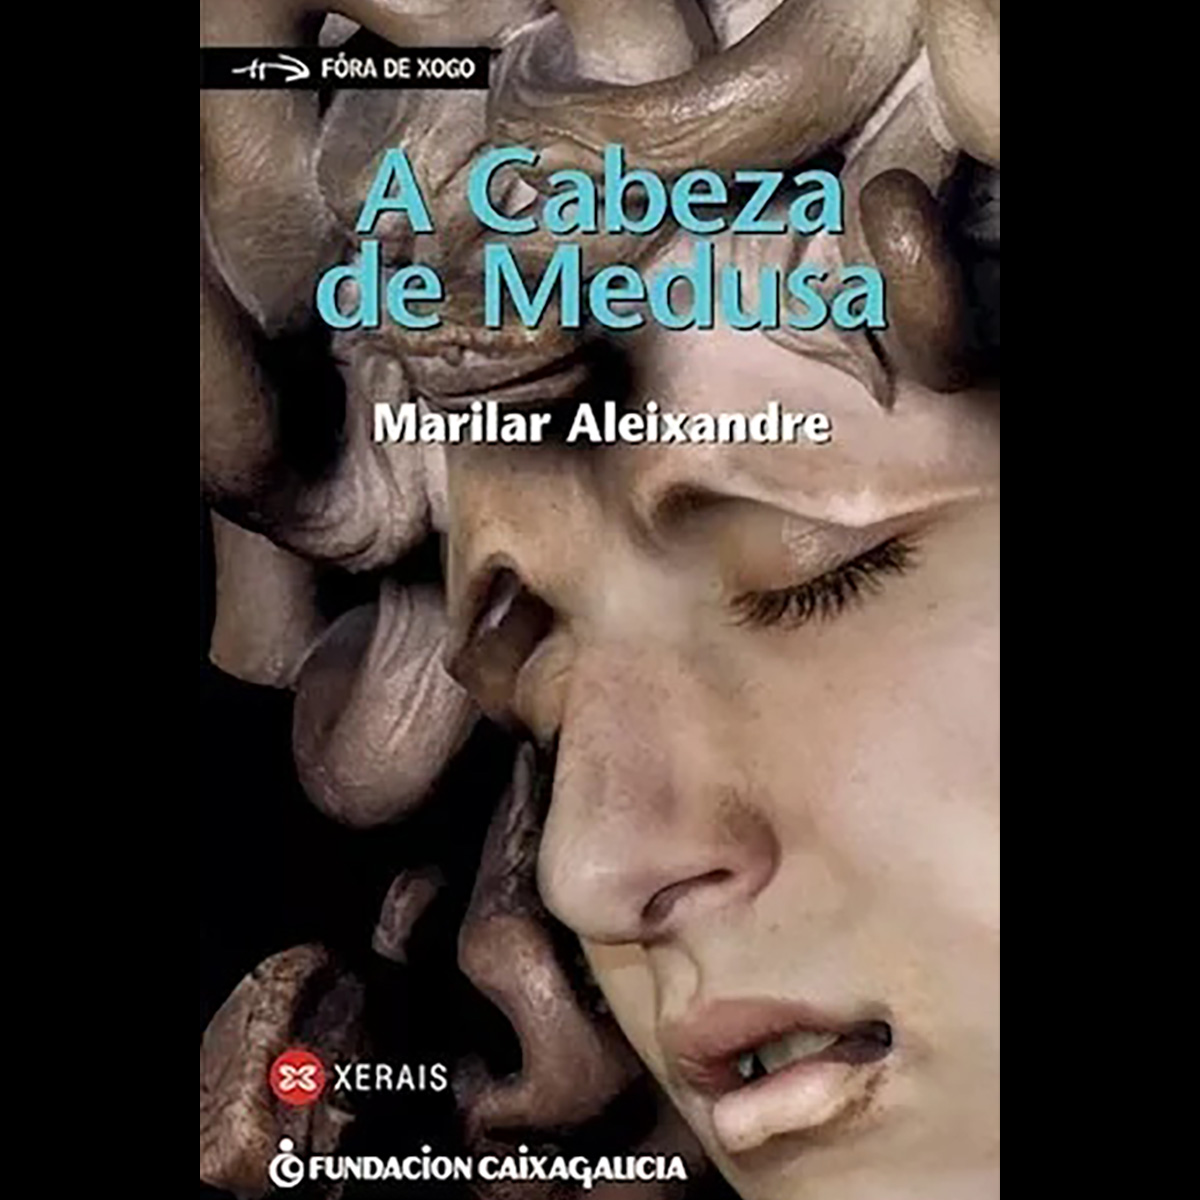 FÓRA DE XOGO
A Cabeza
de Medusa
Marilar Aleixandre
XERAIS
FUNDACION CAIXAGALICIA